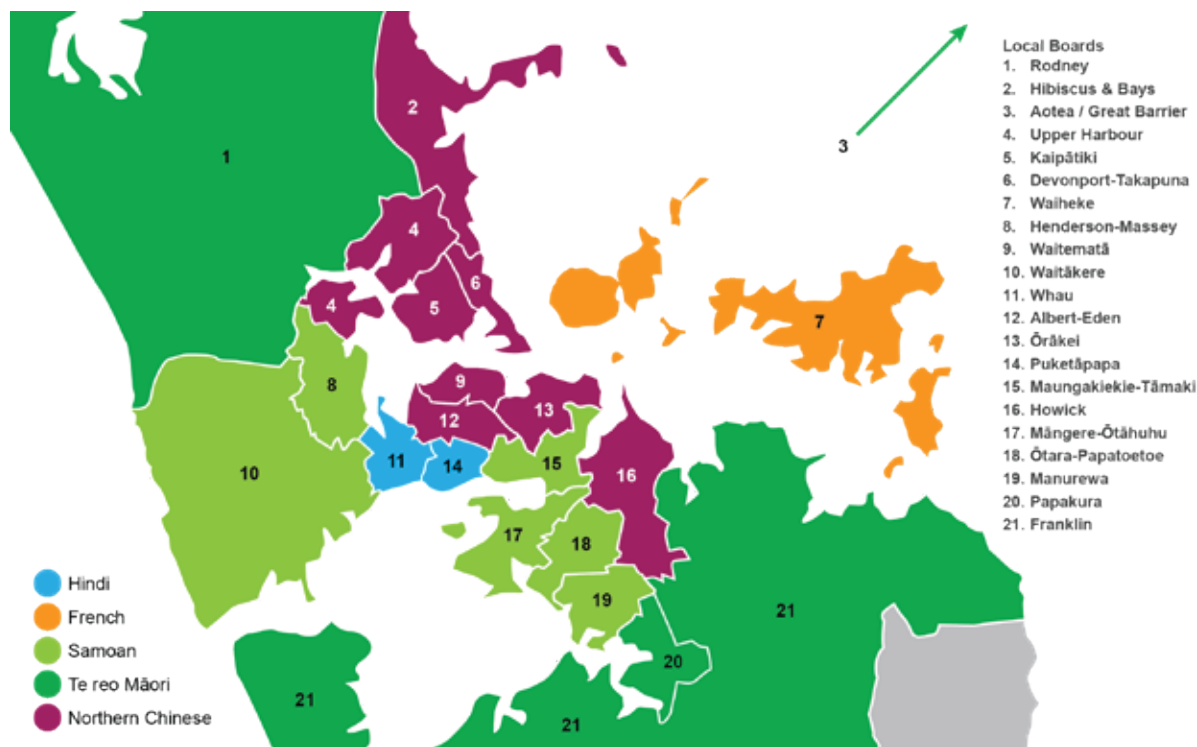 Local Boards
1. Rodney
2. Hibiscus & Bays
3. Aotea / Great Barrier
4. Upper Harbour
5. Kaipātiki
6. Devonport-Takapuna
7. Waiheke
8. Henderson-Massey
9. Waitematā
10. Waitākere
11. Whau
12. Albert-Eden
13. Ōrākei
14. Puketāpapa
15. Maungakiekie-Tāmaki
16. Howick
17. Māngere-Ōtāhuhu
18. Ōtara-Papatoetoe
19. Manurewa
20. Papakura
21. Franklin
2
3
1
4
6
4
5
7
8
9
13
12
11
14
15
10
16
17
18
19
21
20
21
21
Hindi
French
Samoan
Te reo Māori
Northern Chinese